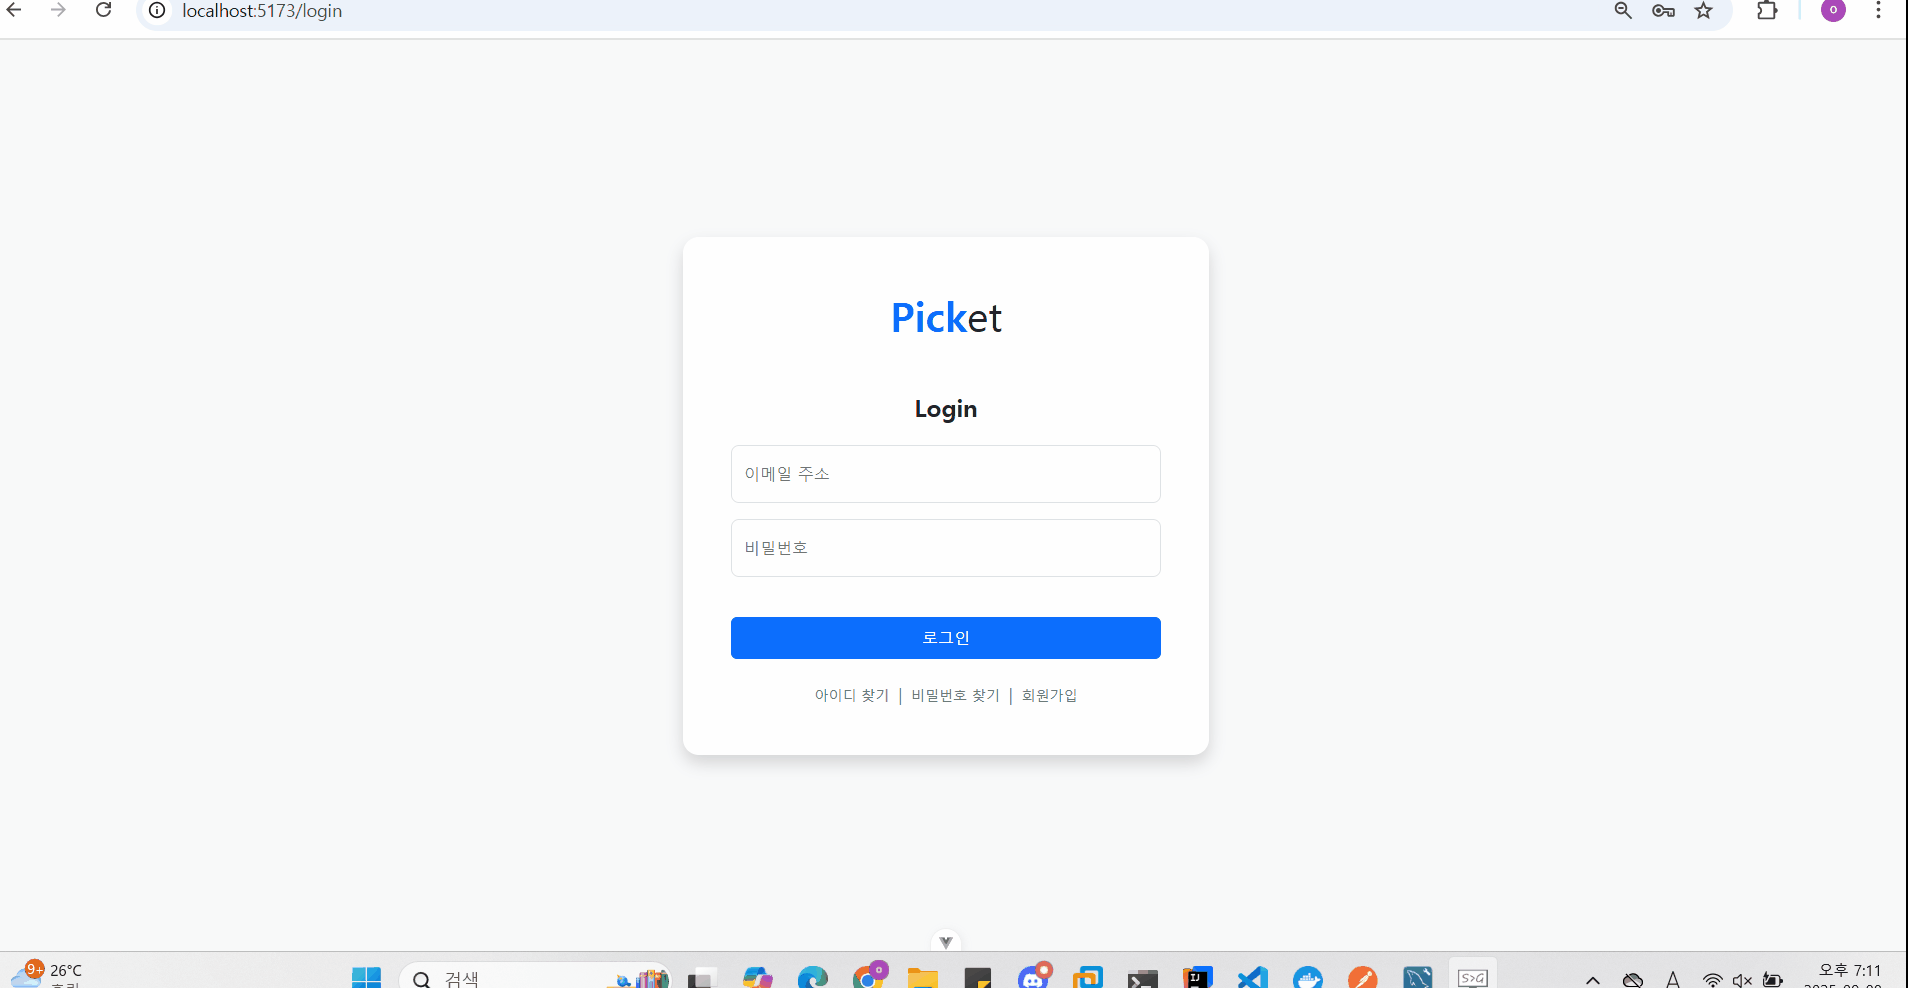 localhost:5173/login
o
Picket
Login
이메일 주소
비밀번호
로그인
아이디 찾기 | 비밀번호 찾기 | 회원가입
9+
26°C
검색
오후 7:11